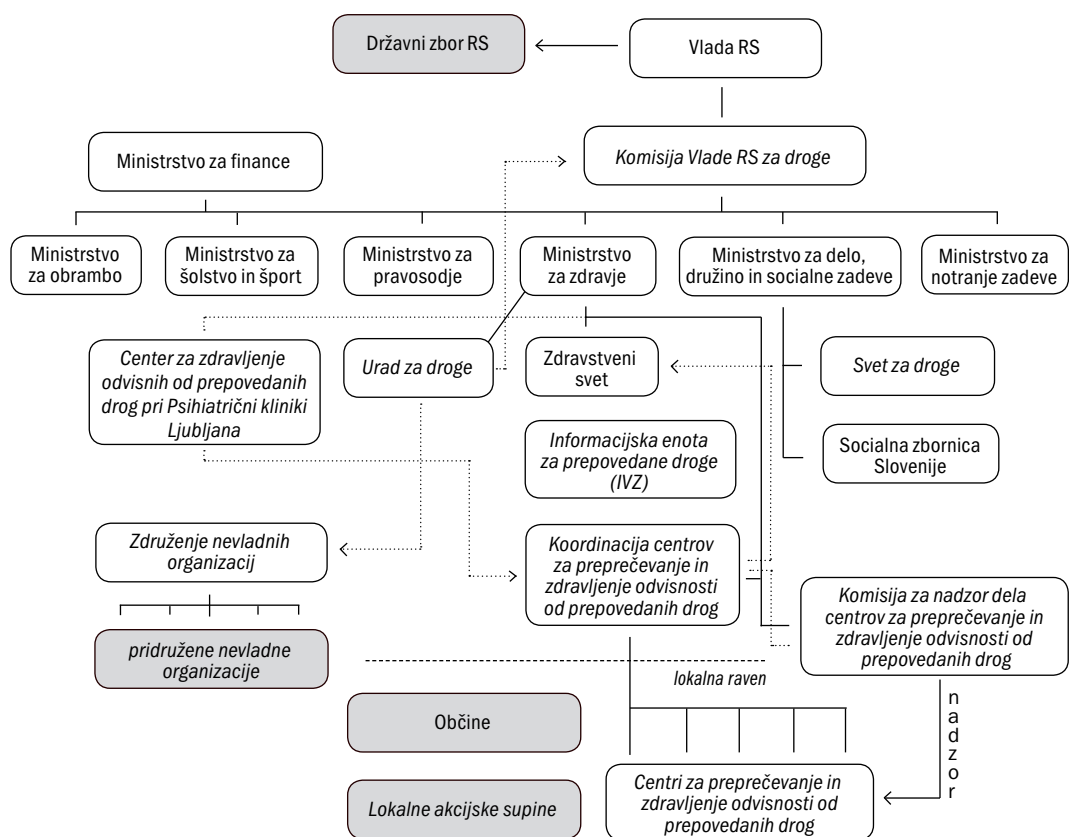 Državni zbor RS
Vlada RS
Ministrstvo za finance
Komisija Vlade RS za droge
Ministrstvo
za obrambo
Ministrstvo za
šolstvo in šport
Ministrstvo za
pravosodje
Ministrstvo
za zdravje
Ministrstvo za delo,
družino in socialne zadeve
Ministrstvo za
notranje zadeve
Center za zdravljenje
odvisnih od prepovedanih
drog pri Psihiatrični kliniki
Ljubljana
Urad za droge
Zdravstveni
svet
Svet za droge
Informacijska enota
za prepovedane droge
(IVZ)
Socialna zbornica
Slovenije
Združenje nevladnih
organizacij
Koordinacija centrov
za preprečevanje in
zdravljenje odvisnosti
od prepovedanih drog
Komisija za nadzor dela
centrov za preprečevanje in
zdravljenje odvisnosti od
prepovedanih drog
pridružene nevladne
organizacije
lokalna raven
nadzor
Občine
Lokalne akcijske supine
Centri za preprečevanje in
zdravljenje odvisnosti od
prepovedanih drog